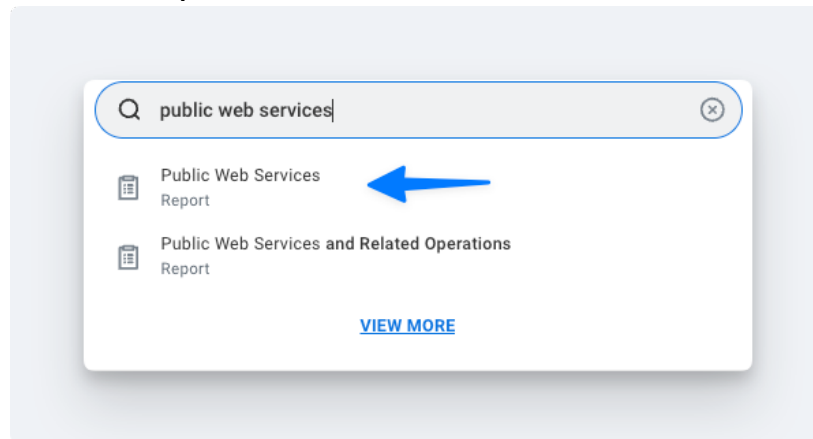 public web services
Public Web Services
Report
Public Web Services and Related Operations
Report
VIEW MORE